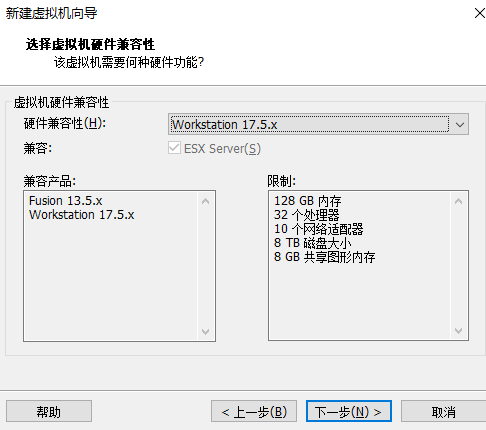 新建虚拟机向导
选择虚拟机硬件兼容性
该虚拟机需要何种硬件功能?
虚拟机硬件兼容性
硬件兼容性(H): Workstation 17.5.x
兼容: ESX Server(S)
兼容产品:
Fusion 13.5.x
Workstation 17.5.x
限制:
128 GB 内存
32 个处理器
10 个网络适配器
8 TB 磁盘大小
8 GB 共享图形内存
帮助 < 上一步(B) 下一步(N) > 取消